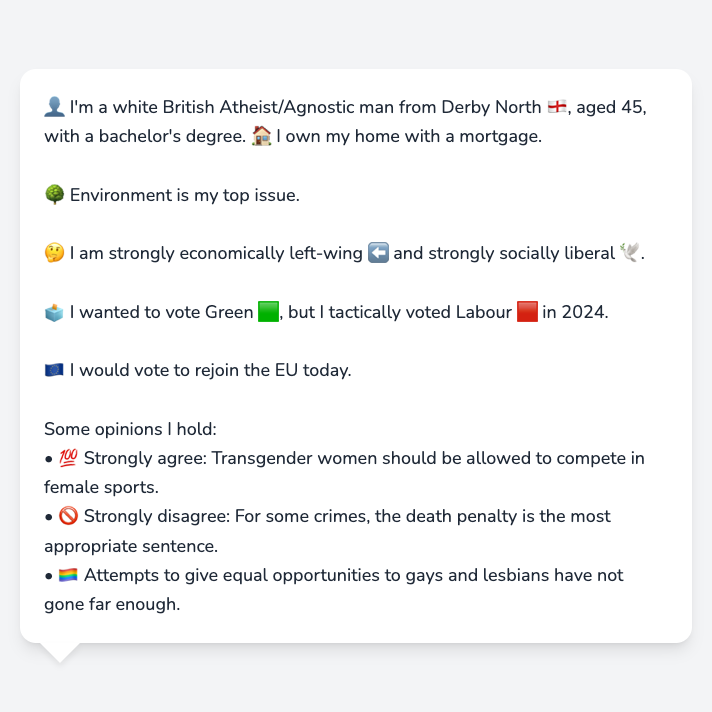 👤 I'm a white British Atheist/Agnostic man from Derby North 🏴󠁧󠁢󠁥󠁮󠁧󠁿, aged 45,
with a bachelor's degree. 🏠 I own my home with a mortgage.
🌳 Environment is my top issue.
🤔 I am strongly economically left-wing ⬅️ and strongly socially liberal 🕊️.
🗳️ I wanted to vote Green 🟩, but I tactically voted Labour 🟥 in 2024.
🇪🇺 I would vote to rejoin the EU today.
Some opinions I hold:
• 💯 Strongly agree: Transgender women should be allowed to compete in
female sports.
• 🚫 Strongly disagree: For some crimes, the death penalty is the most
appropriate sentence.
• 🏳️‍🌈 Attempts to give equal opportunities to gays and lesbians have not
gone far enough.